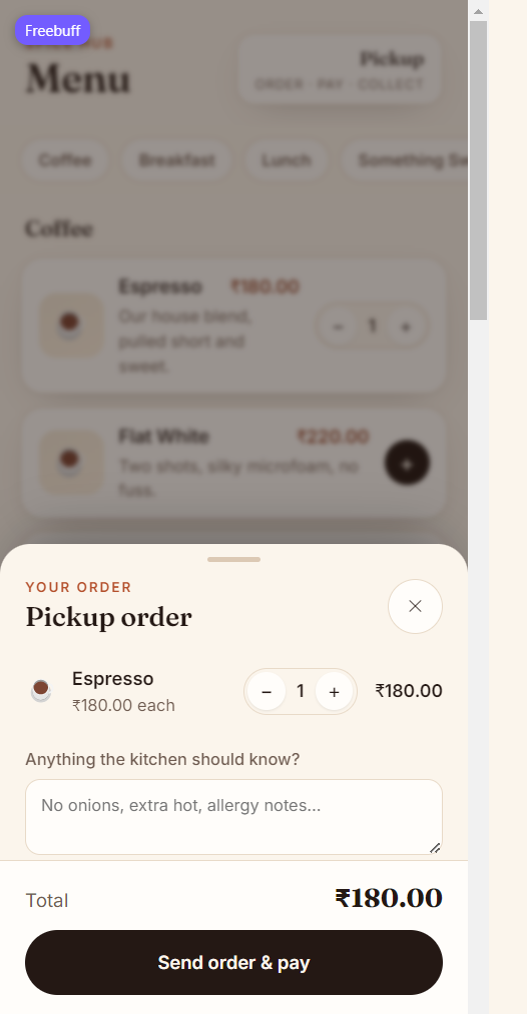 Freebuff
Menu
Pickup
ORDER · PAY · COLLECT
Coffee
Breakfast
Lunch
Coffee
Espresso
₹180.00
Our house blend,
pulled short and
sweet.
− 1 +
Flat White
₹220.00
Two shots, silky microfoam, no
fuss.
+
YOUR ORDER
Pickup order
Espresso
₹180.00 each
− 1 +
₹180.00
Anything the kitchen should know?
No onions, extra hot, allergy notes...
Total
₹180.00
Send order & pay